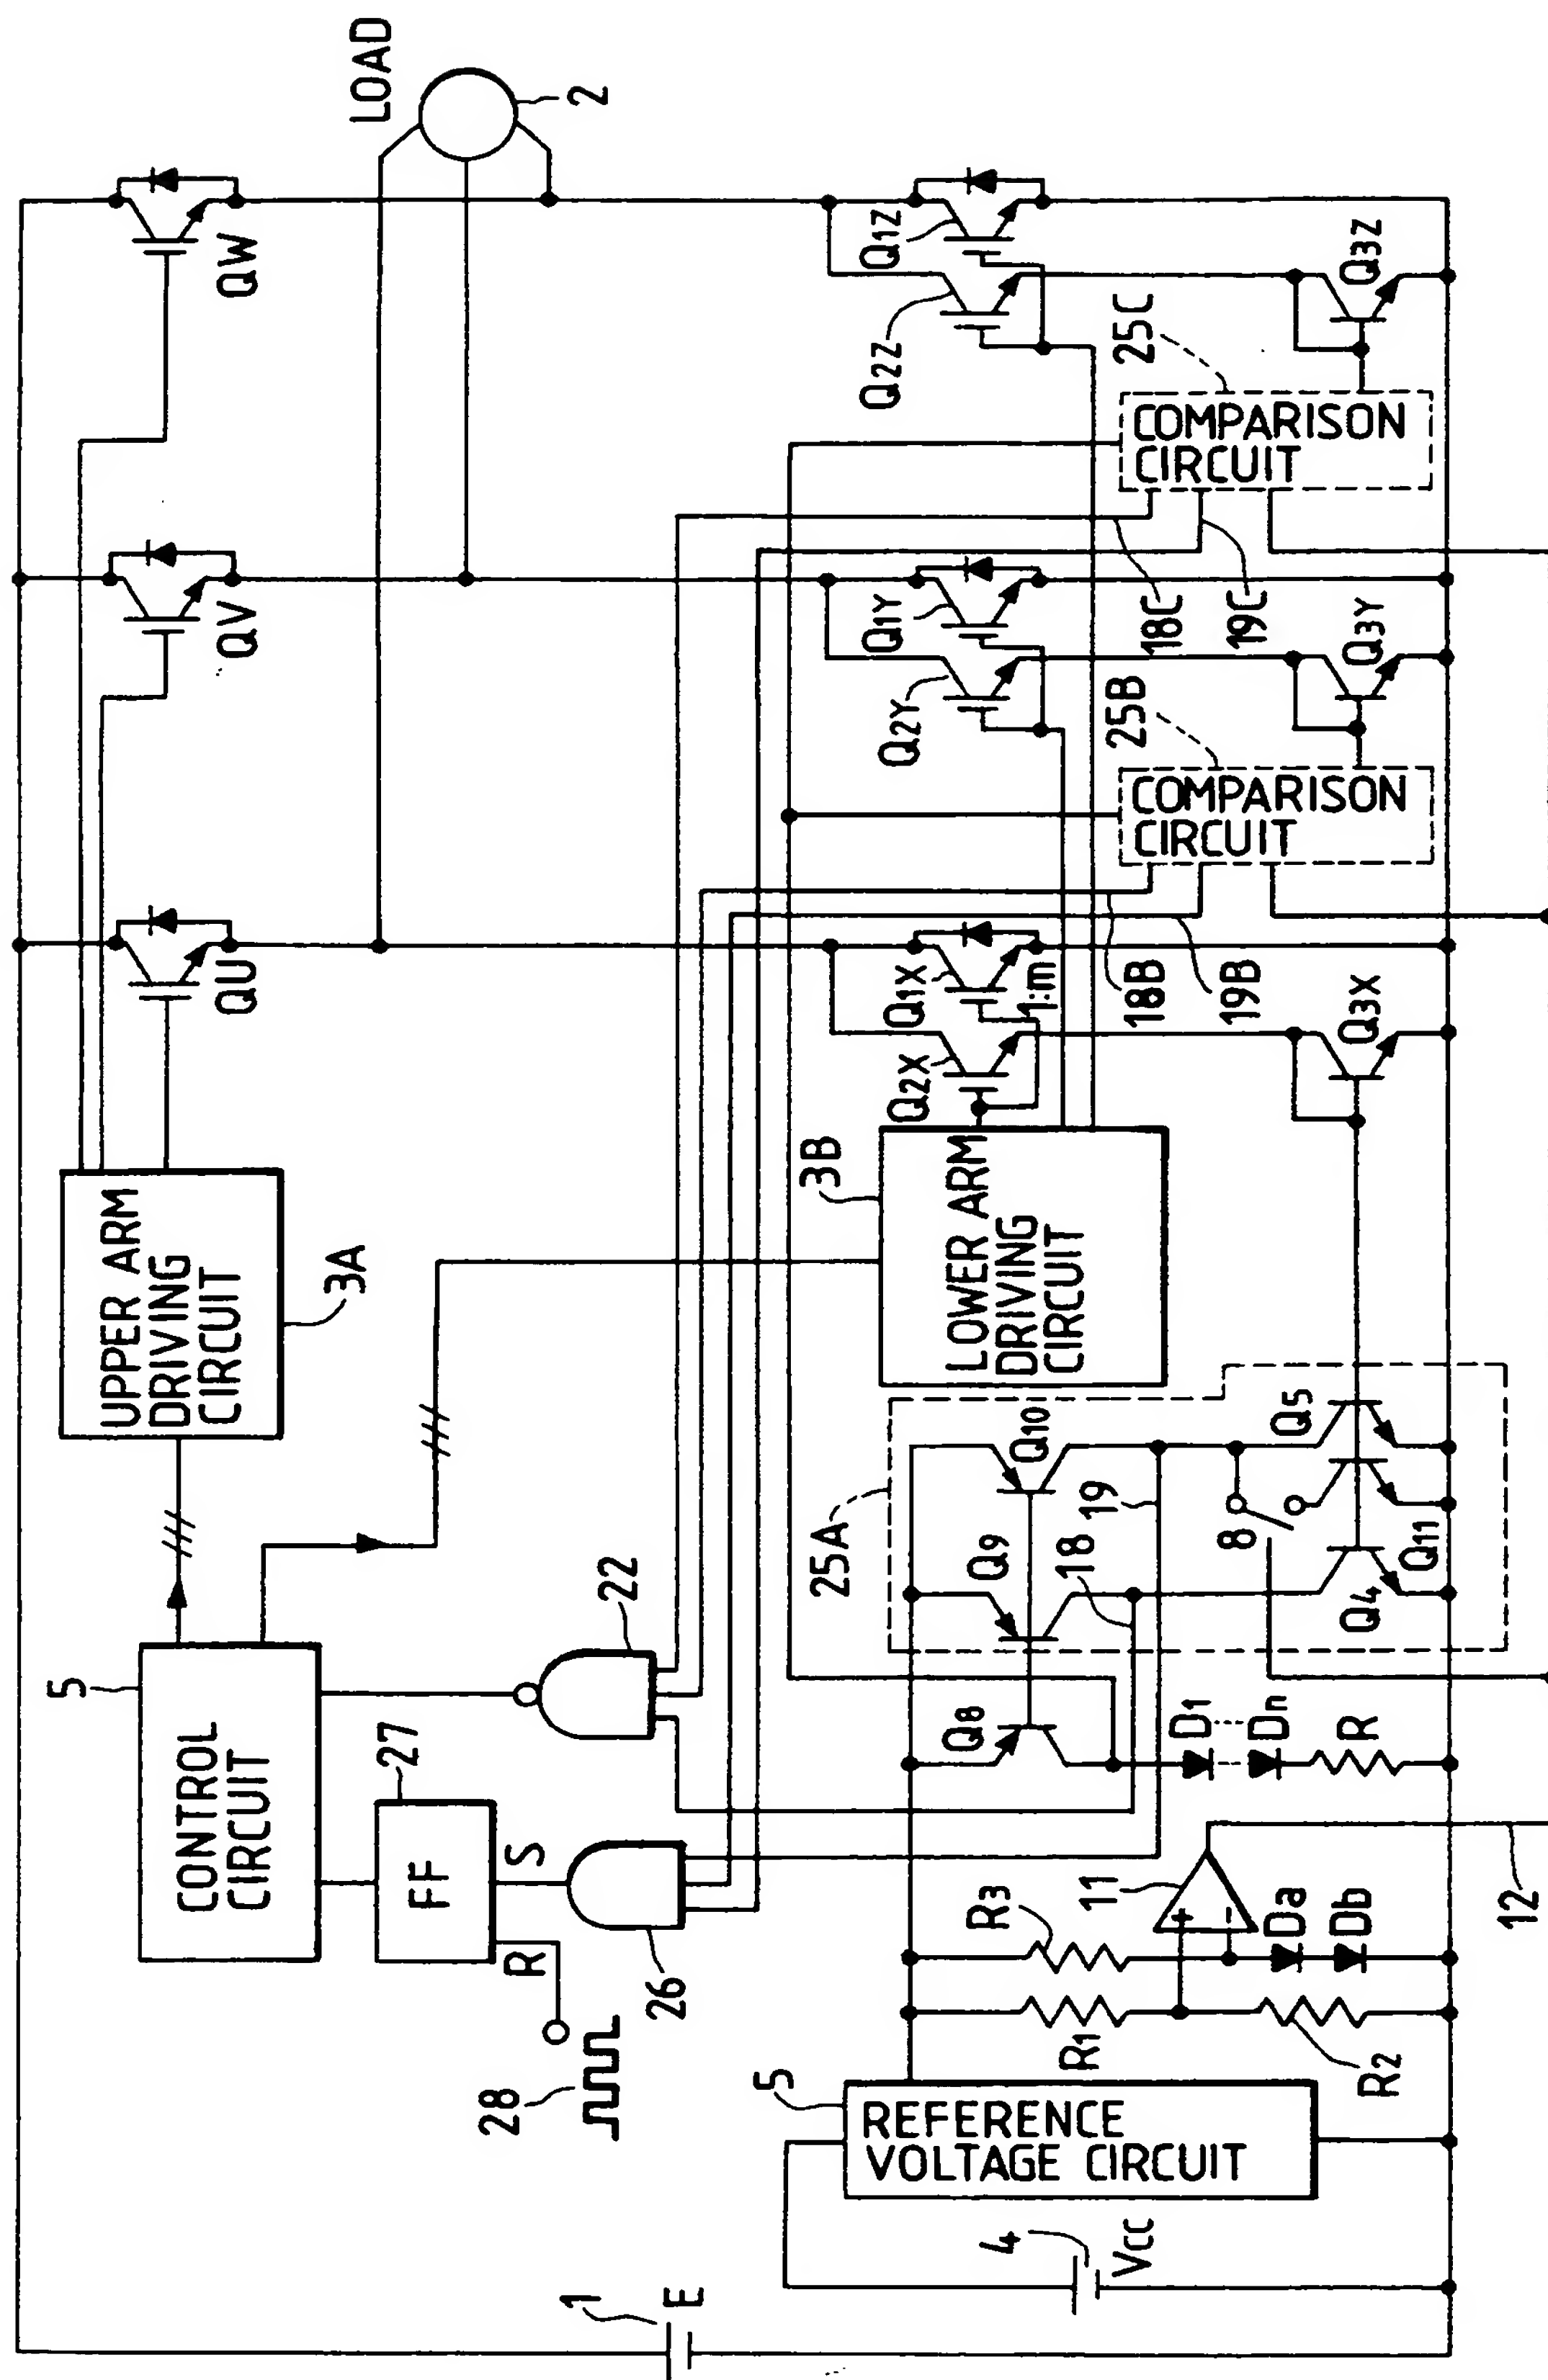 LOAD
2
QW
QV
QU
UPPER ARM
DRIVING
CIRCUIT
3A
5
CONTROL
CIRCUIT
27
FF
S
R
22
26
28
1
E
Q1Z
Q2Z
Q3Z
25C
COMPARISON
CIRCUIT
18C
19C
Q1Y
Q2Y
Q3Y
25B
COMPARISON
CIRCUIT
18B
19B
Q1X
1:m
Q2X
Q3X
3B
LOWER ARM
DRIVING
CIRCUIT
25A
Q10
Q9
Q8
19
18
8
Q5
Q11
Q4
D1
Dn
R
11
12
R3
Da
Db
R1
R2
5
REFERENCE
VOLTAGE CIRCUIT
4
Vcc